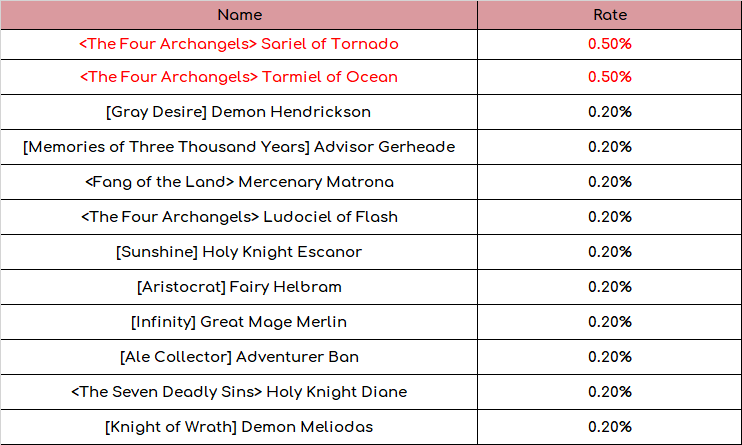 Name Rate
<The Four Archangels> Sariel of Tornado 0.50%
<The Four Archangels> Tarmiel of Ocean 0.50%
[Gray Desire] Demon Hendrickson 0.20%
[Memories of Three Thousand Years] Advisor Gerheade 0.20%
<Fang of the Land> Mercenary Matrona 0.20%
<The Four Archangels> Ludociel of Flash 0.20%
[Sunshine] Holy Knight Escanor 0.20%
[Aristocrat] Fairy Helbram 0.20%
[Infinity] Great Mage Merlin 0.20%
[Ale Collector] Adventurer Ban 0.20%
<The Seven Deadly Sins> Holy Knight Diane 0.20%
[Knight of Wrath] Demon Meliodas 0.20%